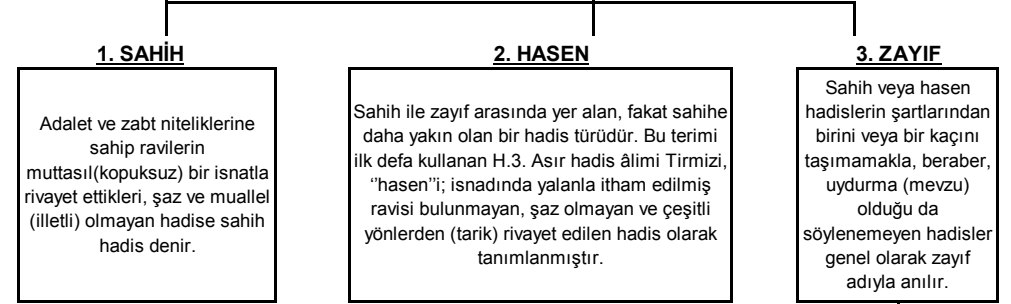 1. SAHİH
Adalet ve zabt niteliklerine
sahip ravilerin
muttasıl(kopuksuz) bir isnatla
rivayet ettikleri, şaz ve muallel
(illetli) olmayan hadise sahih
hadis denir.
2. HASEN
Sahih ile zayıf arasında yer alan, fakat sahihe
daha yakın olan bir hadis türüdür. Bu terimi
ilk defa kullanan H.3. Asır hadis âlimi Tirmizi,
‘’hasen’’i; isnadında yalanla itham edilmiş
ravisi bulunmayan, şaz olmayan ve çeşitli
yönlerden (tarik) rivayet edilen hadis olarak
tanımlanmıştır.
3. ZAYIF
Sahih veya hasen
hadislerin şartlarından
birini veya bir kaçını
taşımamakla, beraber,
uydurma (mevzu)
olduğu da
söylenemeyen hadisler
genel olarak zayıf
adıyla anılır.